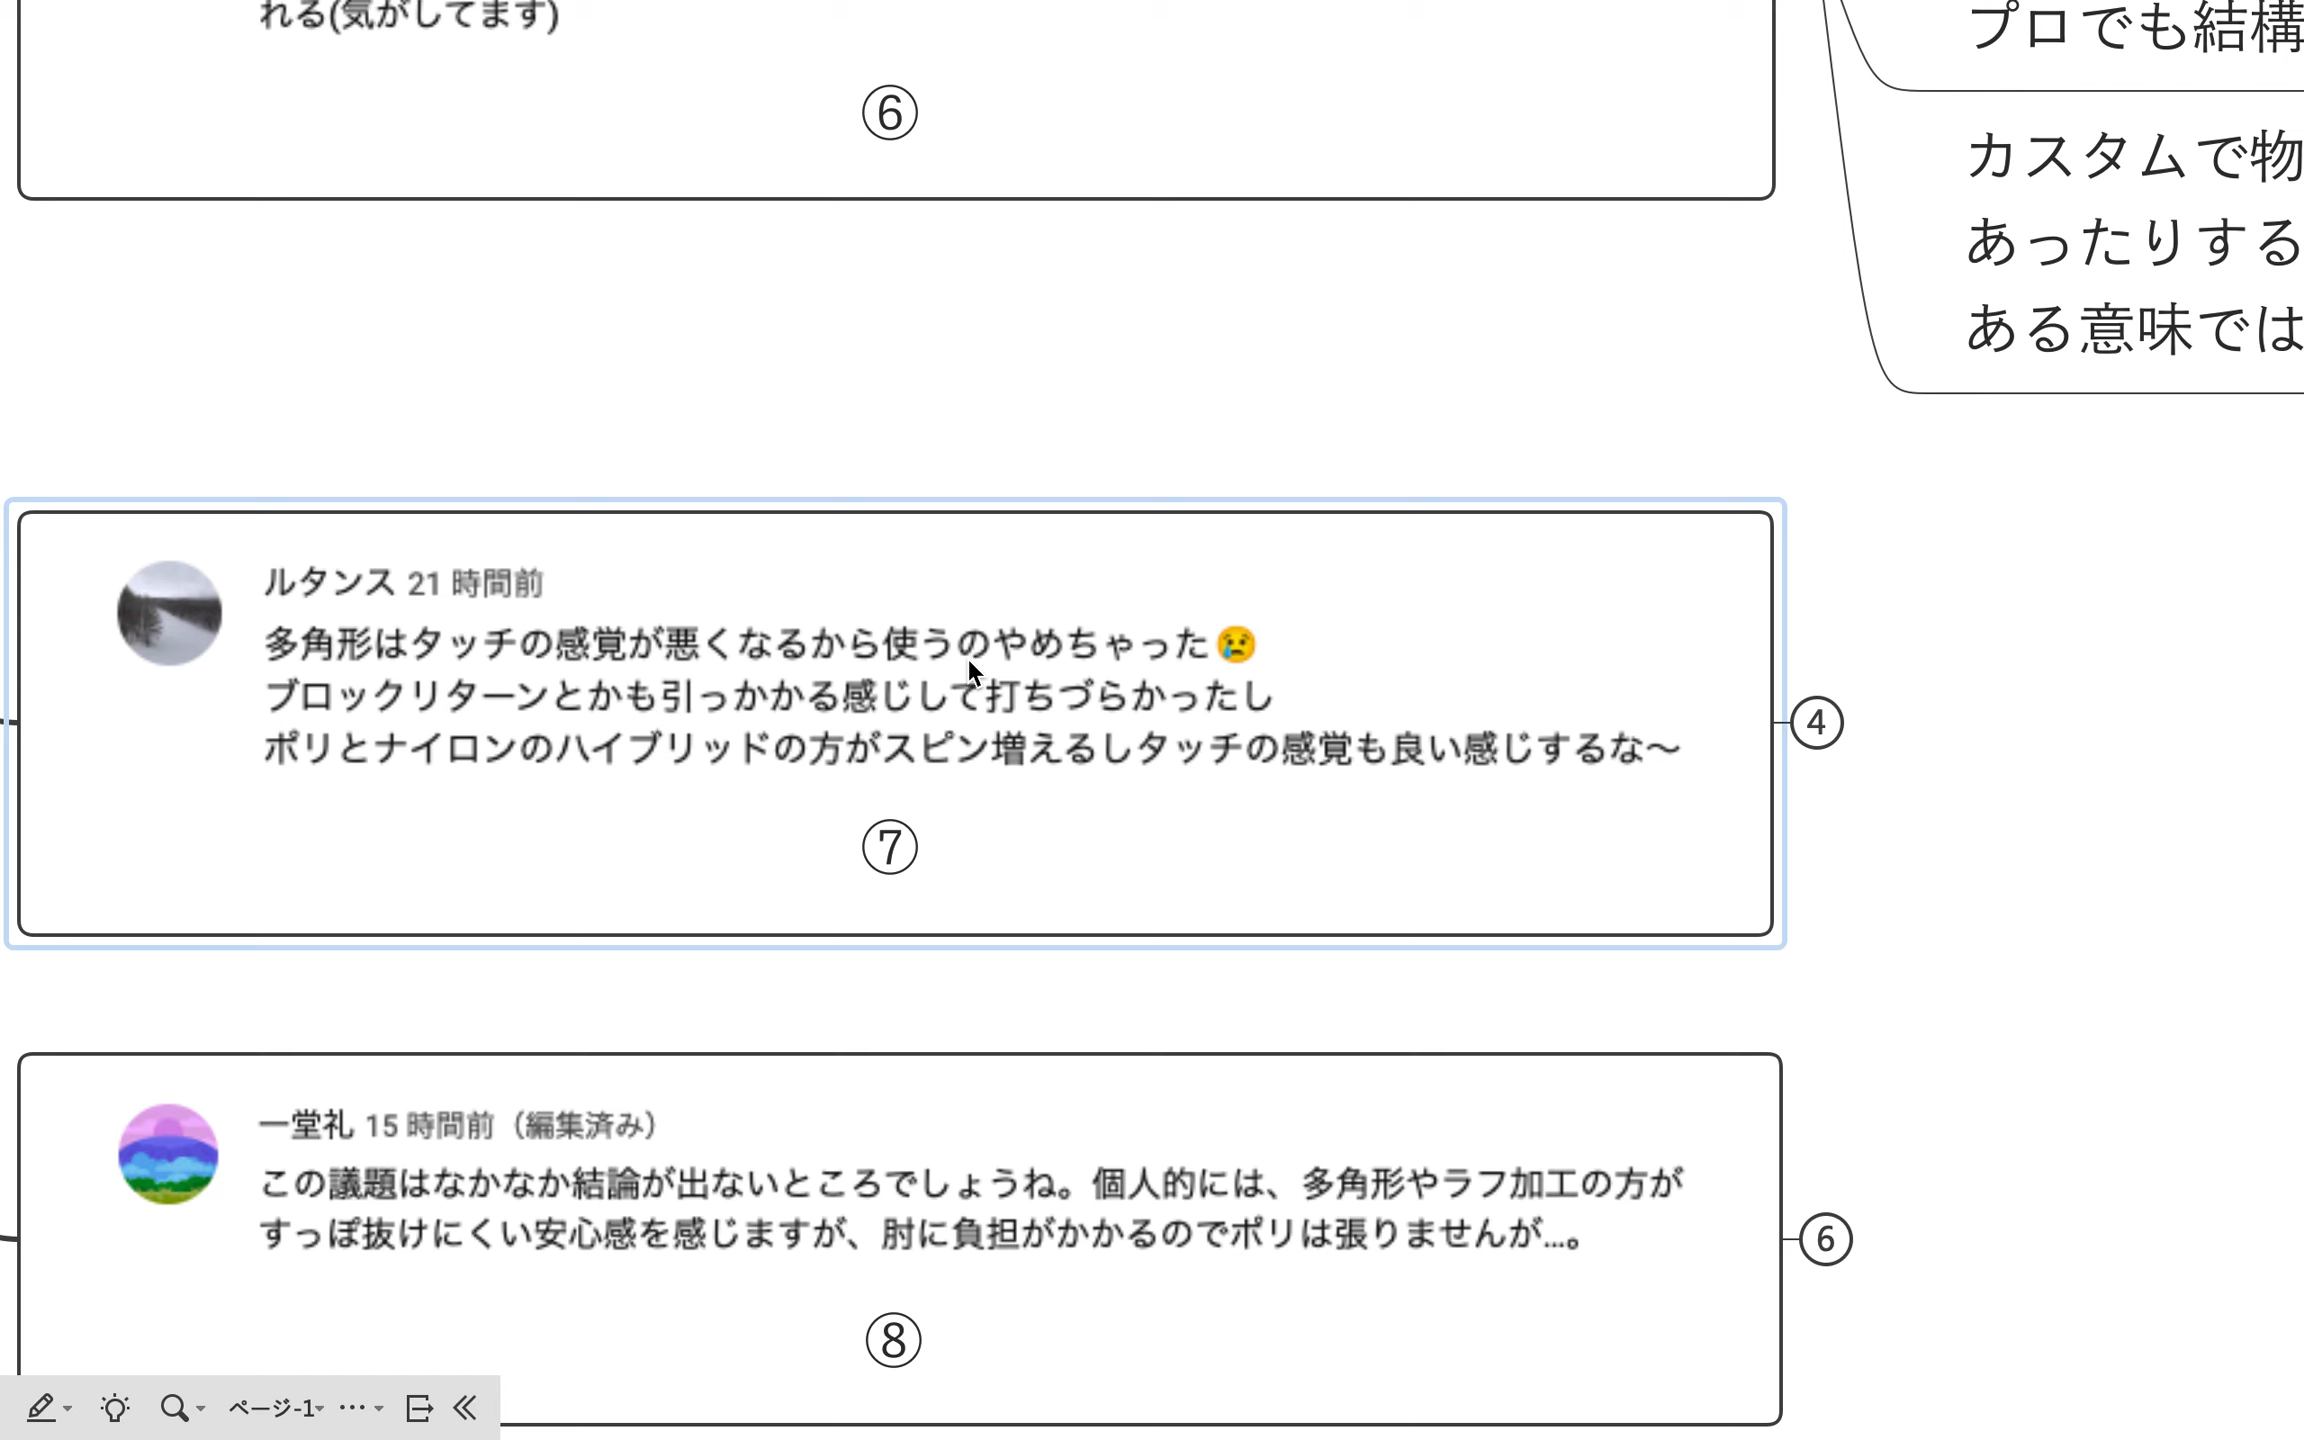 れる(気がしてます)
⑥
プロでも結構
カスタムで物
あったりする
ある意味では
ルタンス 21 時間前
多角形はタッチの感覚が悪くなるから使うのやめちゃった😢
ブロックリターンとかも引っかかる感じして打ちづらかったし
ポリとナイロンのハイブリッドの方がスピン増えるしタッチの感覚も良い感じするな〜
⑦
4
一堂礼 15 時間前（編集済み）
この議題はなかなか結論が出ないところでしょうね。個人的には、多角形やラフ加工の方が
すっぽ抜けにくい安心感を感じますが、肘に負担がかかるのでポリは張りませんが...。
⑧
6
ページ-1